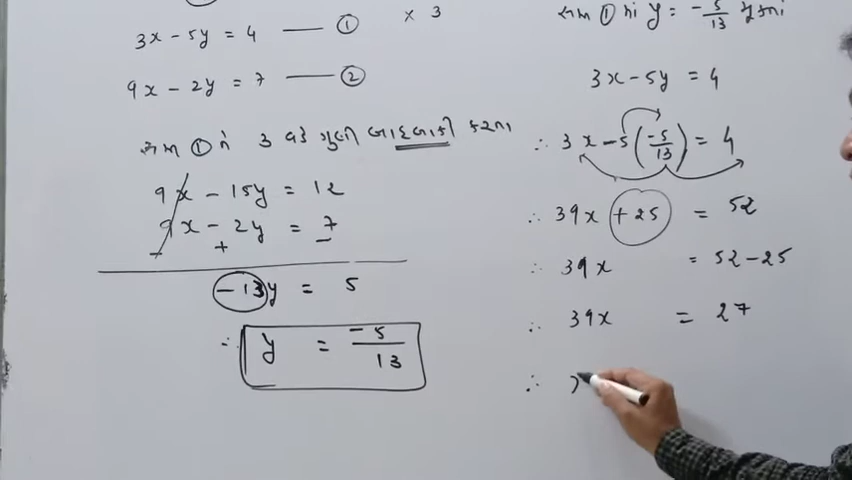 × 3
3x - 5y = 4 —— ①
9x - 2y = 7 —— ②
સમ ① ને 3 વડે ગુણી બાદબાકી કરતા
9x - 15y = 12
9x - 2y = 7
- + -
-13y = 5
∴ y = -5/13
સમ ① ની y = -5/13
3x - 5y = 4
∴ 3x - 5(-5/13) = 4
∴ 39x + 25 = 52
∴ 39x = 52 - 25
∴ 39x = 27
∴